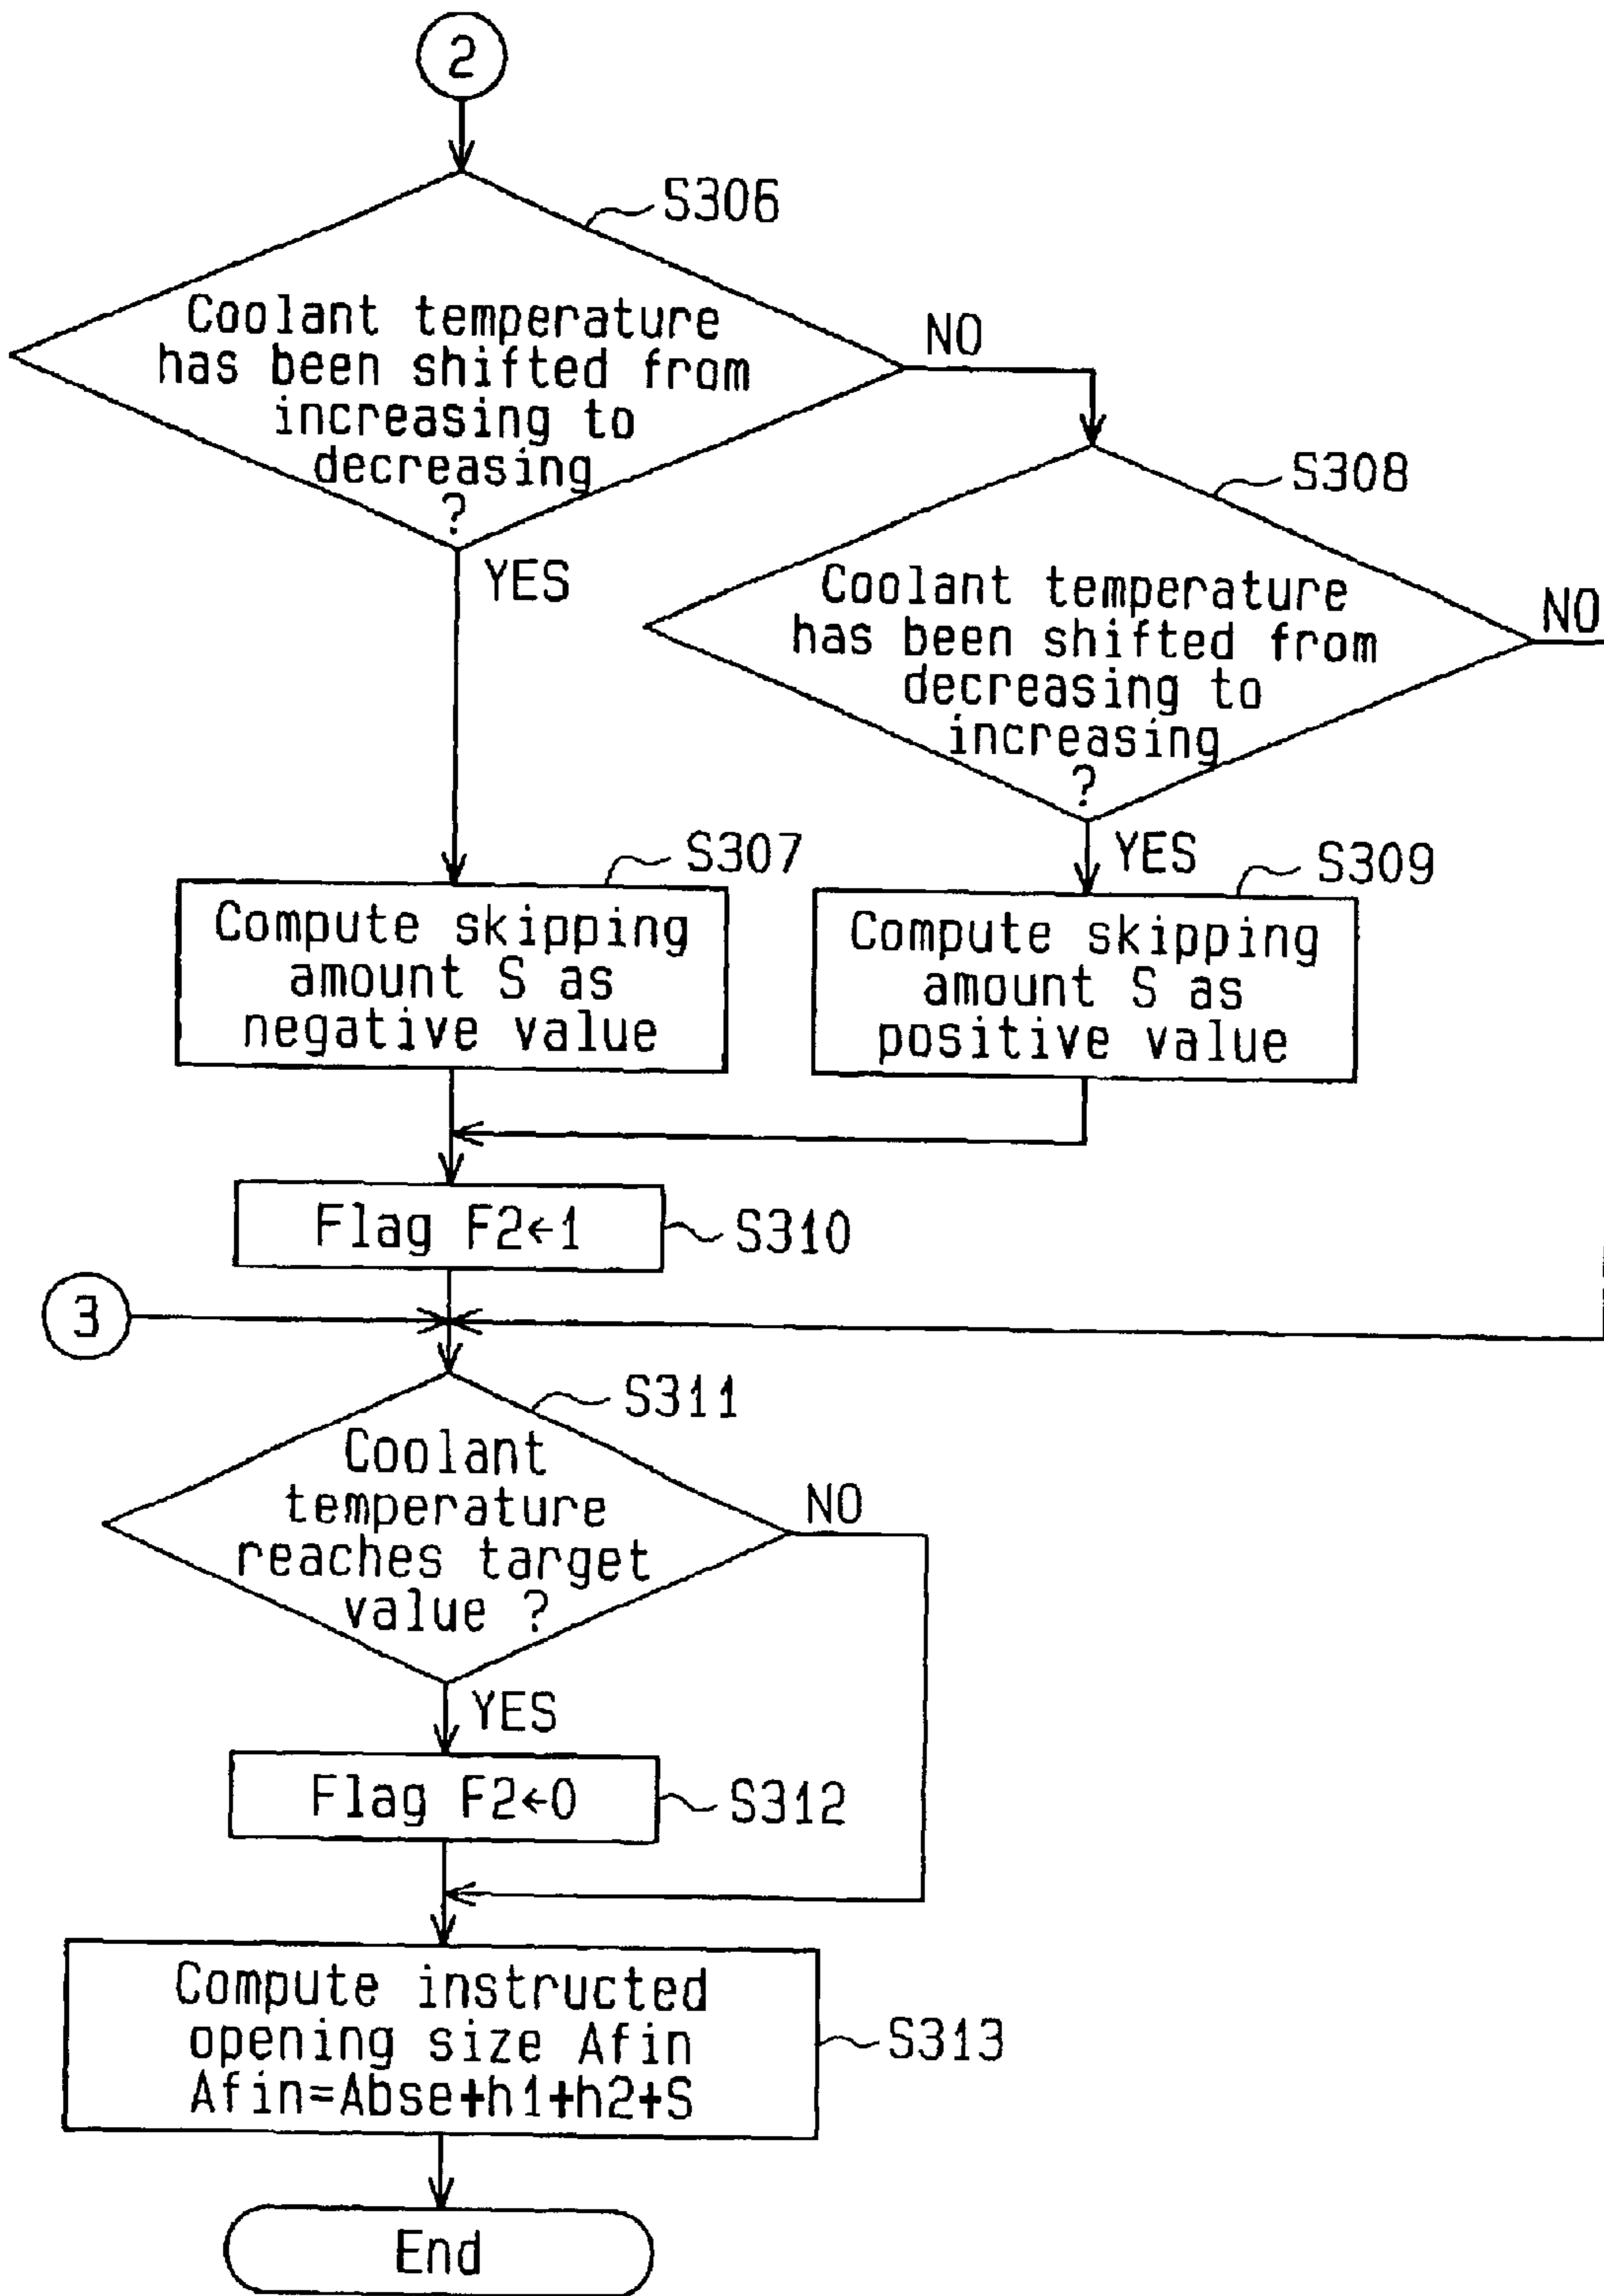 2
S306
Coolant temperature
has been shifted from
increasing to
decreasing
?
NO
YES
S308
Coolant temperature
has been shifted from
decreasing to
increasing
?
NO
YES
S307
Compute skipping
amount S as
negative value
S309
Compute skipping
amount S as
positive value
Flag F2←1
S310
3
S311
Coolant
temperature
reaches target
value ?
NO
YES
Flag F2←0
S312
Compute instructed
opening size Afin
Afin=Abse+h1+h2+S
S313
End